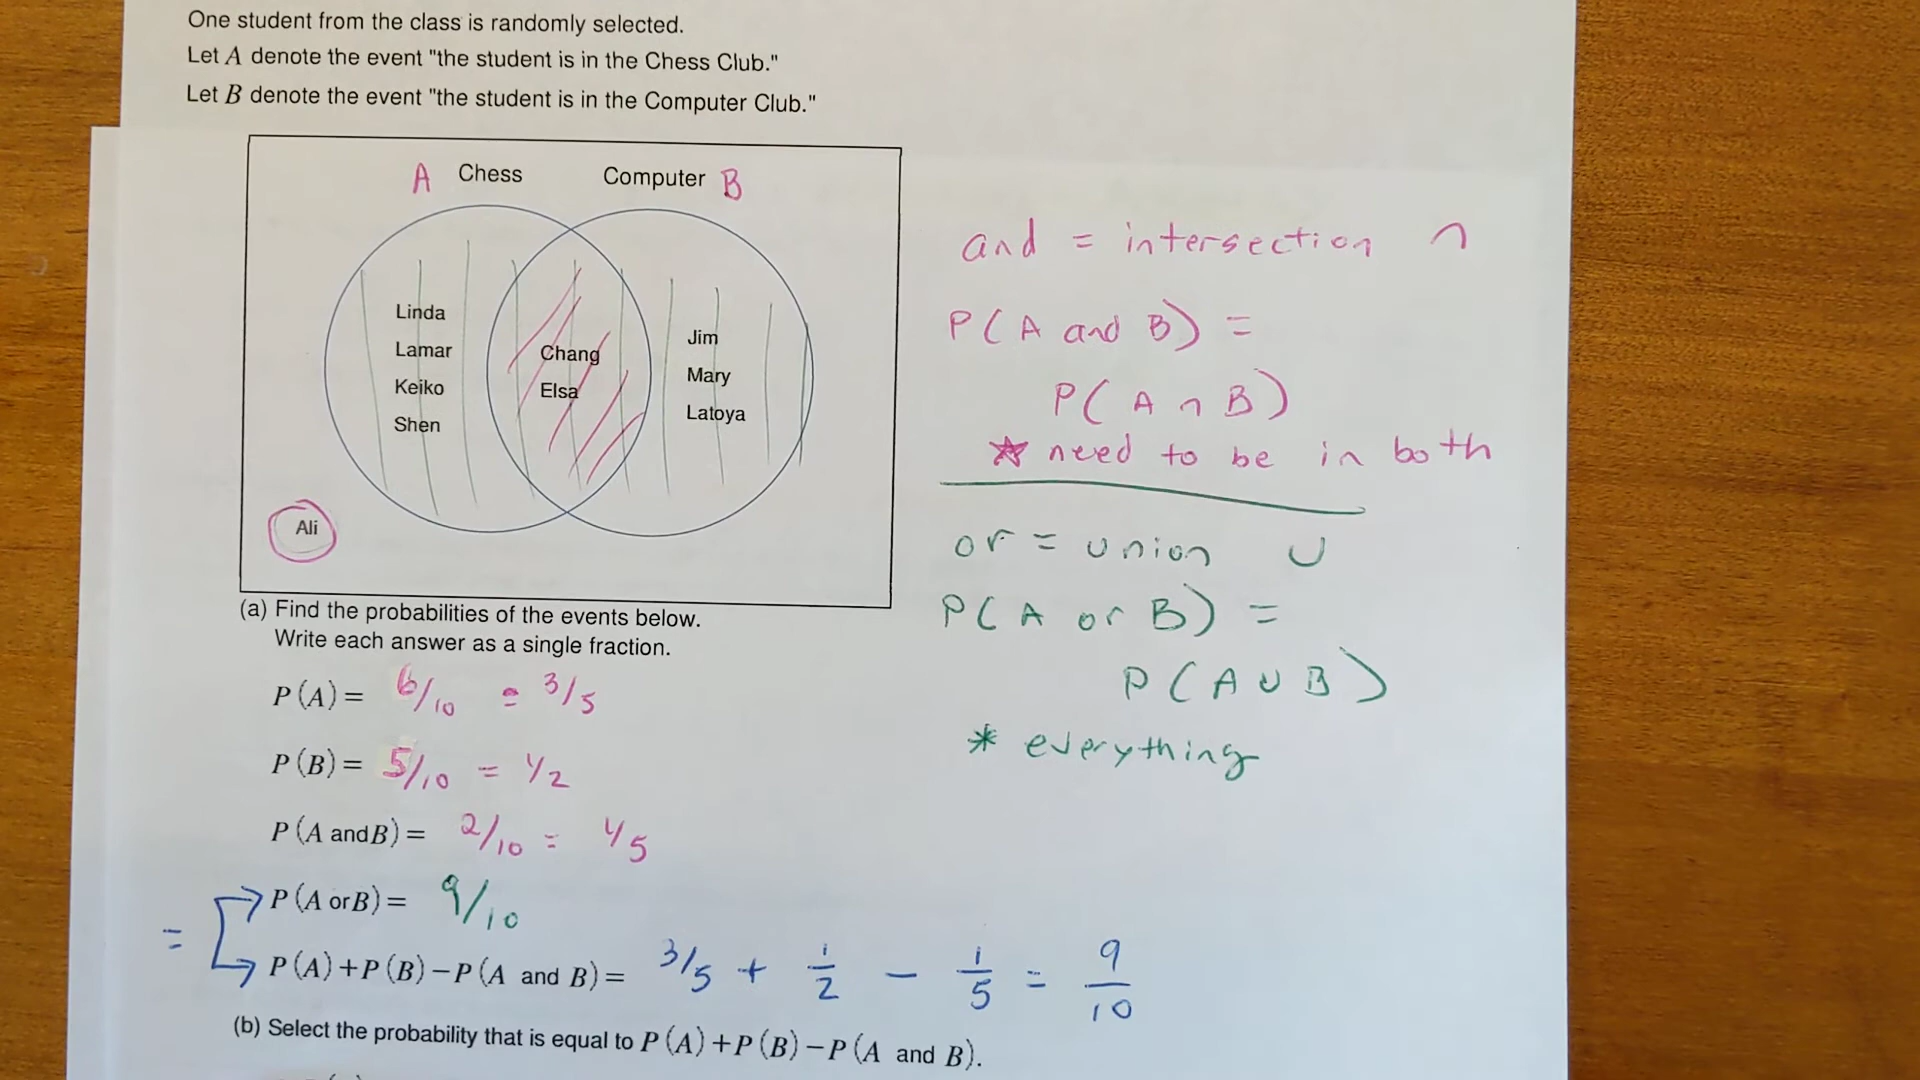 One student from the class is randomly selected.
Let A denote the event "the student is in the Chess Club."
Let B denote the event "the student is in the Computer Club."
A Chess Computer B
Linda
Lamar
Keiko
Shen
Chang
Elsa
Jim
Mary
Latoya
Ali
and = intersection ∩
P(A and B) =
P(A ∩ B)
☆ need to be in both
or = union ∪
P(A or B) =
P(A ∪ B)
* everything
(a) Find the probabilities of the events below.
Write each answer as a single fraction.
P(A) = 6/10 = 3/5
P(B) = 5/10 = 1/2
P(A and B) = 2/10 = 1/5
P(A or B) = 9/10
=
P(A)+P(B)−P(A and B) = 3/5 + 1/2 − 1/5 = 9/10
(b) Select the probability that is equal to P(A)+P(B)−P(A and B).